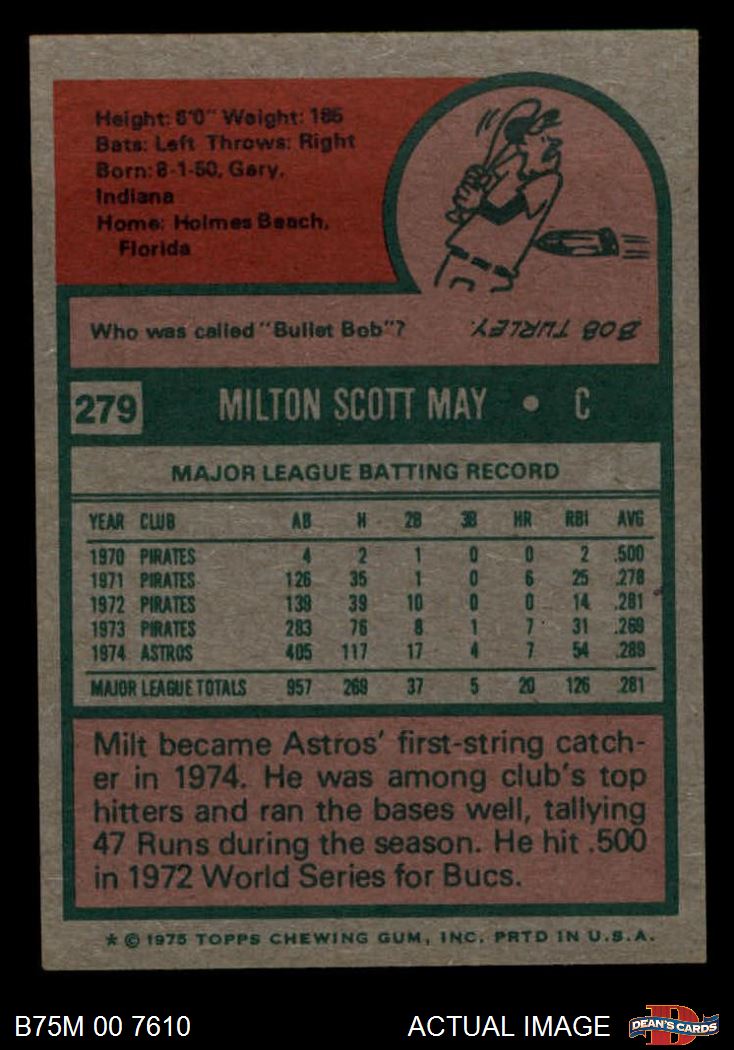 Height: 6'0" Weight: 185
Bats: Left Throws: Right
Born: 8-1-50, Gary,
Indiana
Home: Holmes Beach,
Florida
Who was called "Bullet Bob"?
BOB TURLEY.
279 MILTON SCOTT MAY • C
MAJOR LEAGUE BATTING RECORD
YEAR CLUB AB H 2B 3B HR RBI AVG
1970 PIRATES 4 2 1 0 0 2 .500
1971 PIRATES 126 35 1 0 6 25 .278
1972 PIRATES 139 39 10 0 0 14 .281
1973 PIRATES 283 76 8 1 7 31 .269
1974 ASTROS 405 117 17 4 7 54 .289
MAJOR LEAGUE TOTALS 957 269 37 5 20 126 .281
Milt became Astros' first-string catch-
er in 1974. He was among club's top
hitters and ran the bases well, tallying
47 Runs during the season. He hit .500
in 1972 World Series for Bucs.
* © 1975 TOPPS CHEWING GUM, INC. PRTD IN U.S.A.
B75M 00 7610 ACTUAL IMAGE
DEAN'S CARDS